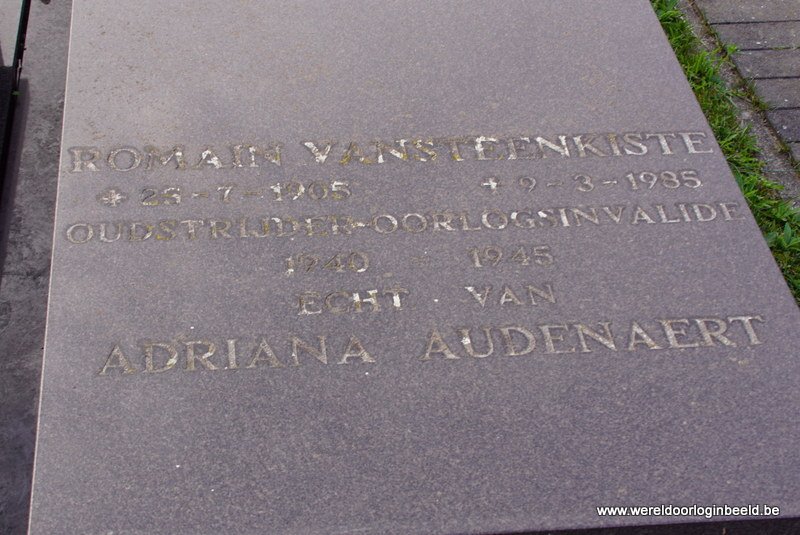 ROMAIN VANSTEENKISTE
✢ 23-7-1905 ✢ 9-3-1985
OUDSTRIJDER-OORLOGSINVALIDE
1940 - 1945
ECHT. VAN
ADRIANA AUDENAERT
www.wereldoorloginbeeld.be